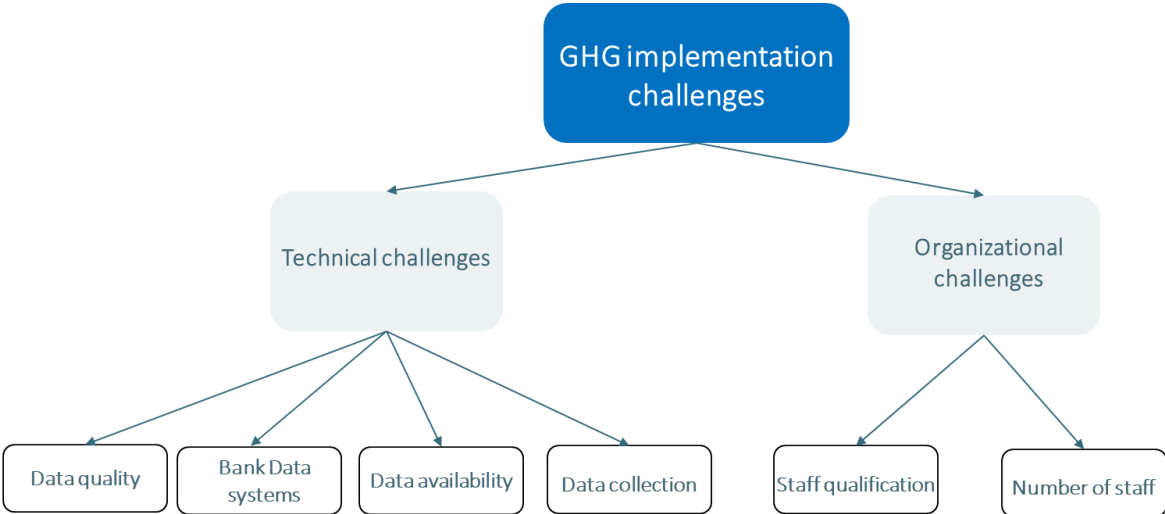 GHG implementation
challenges
Technical challenges
Organizational
challenges
Data quality
Bank Data
systems
Data availability
Data collection
Staff qualification
Number of staff